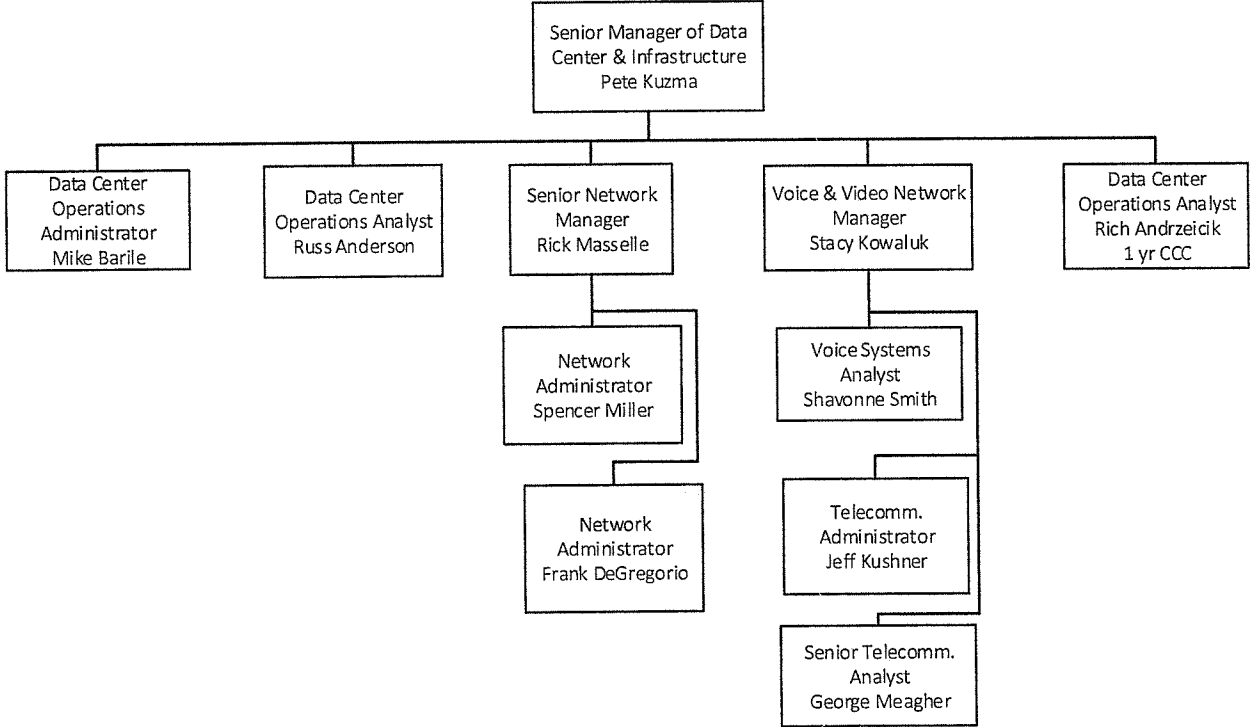 Senior Manager of Data
Center & Infrastructure
Pete Kuzma
Data Center
Operations
Administrator
Mike Barile
Data Center
Operations Analyst
Russ Anderson
Senior Network
Manager
Rick Masselle
Voice & Video Network
Manager
Stacy Kowaluk
Data Center
Operations Analyst
Rich Andrzeicik
1 yr CCC
Network
Administrator
Spencer Miller
Voice Systems
Analyst
Shavonne Smith
Network
Administrator
Frank DeGregorio
Telecomm.
Administrator
Jeff Kushner
Senior Telecomm.
Analyst
George Meagher